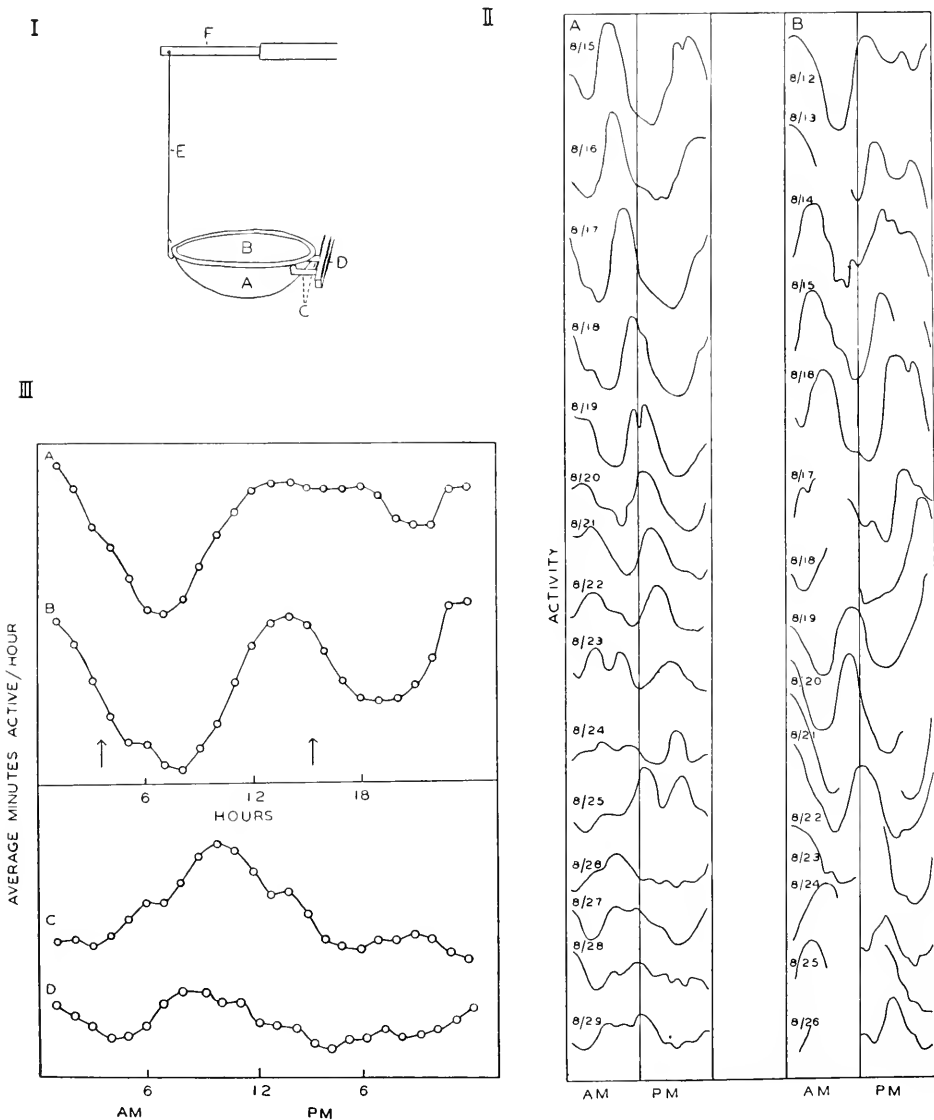 I
F
E
B
A
D
C
II
A
8/15
8/16
8/17
8/18
8/19
8/20
8/21
8/22
8/23
8/24
8/25
8/28
8/27
8/28
8/29
AM PM
ACTIVITY
B
8/12
8/13
8/14
8/15
8/18
8/17
8/18
8/19
8/20
8/21
8/22
8/23
8/24
8/25
8/26
AM PM
III
A
B
6 12 18
HOURS
C
D
6 12 6
AM PM
AVERAGE MINUTES ACTIVE/HOUR